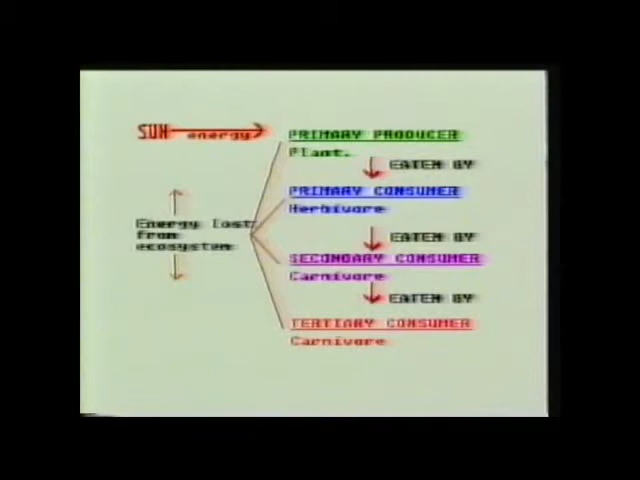 SUN energy
PRIMARY PRODUCER
Plant.
EATEN BY
PRIMARY CONSUMER
Herbivore
Energy lost
from
ecosystem
EATEN BY
SECONDARY CONSUMER
Carnivore
EATEN BY
TERTIARY CONSUMER
Carnivore